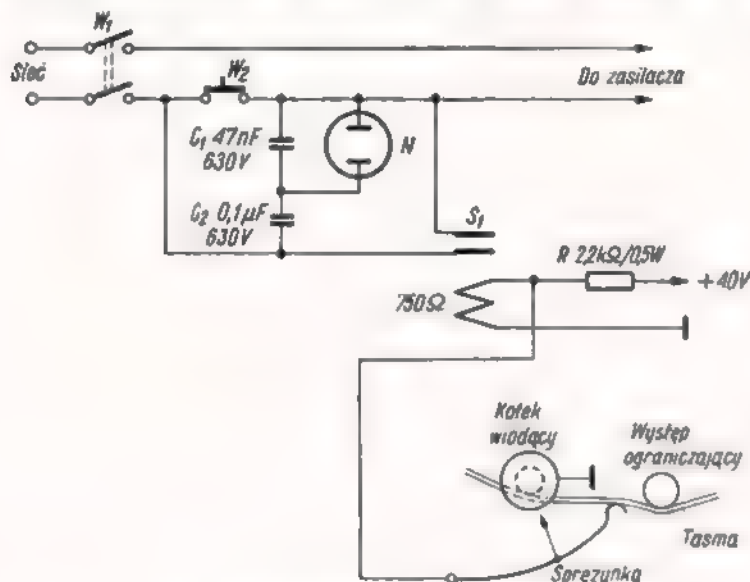 W₁
Sieć
W₂
Do zasilacza
C₁ 47nF
630V
N
C₂ 0,1µF
630V
S₁
R 2,2kΩ/0,5W
+40V
750Ω
Kołek
wiodący
Występ
ograniczający
Tasma
Sprężynka